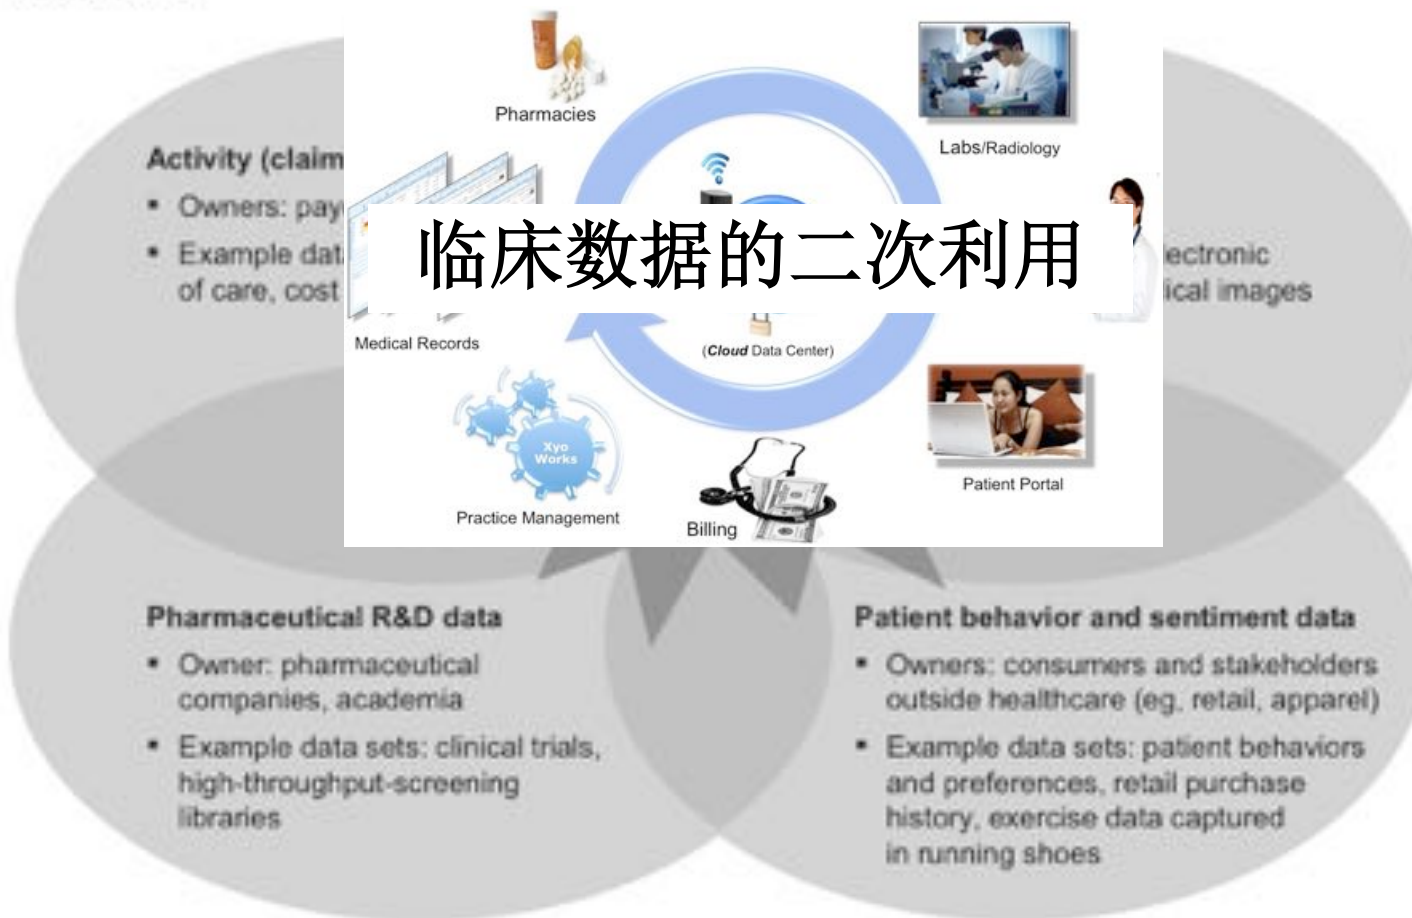 Pharmacies
Labs/Radiology
Activity (claim
Owners: pay
Example dat
of care, cost
临床数据的二次利用
lectronic
ical images
Medical Records
(Cloud Data Center)
Xyo
Works
Practice Management
Billing
Patient Portal
Pharmaceutical R&D data
▪ Owner: pharmaceutical
companies, academia
▪ Example data sets: clinical trials,
high-throughput-screening
libraries
Patient behavior and sentiment data
▪ Owners: consumers and stakeholders
outside healthcare (eg, retail, apparel)
▪ Example data sets: patient behaviors
and preferences, retail purchase
history, exercise data captured
in running shoes